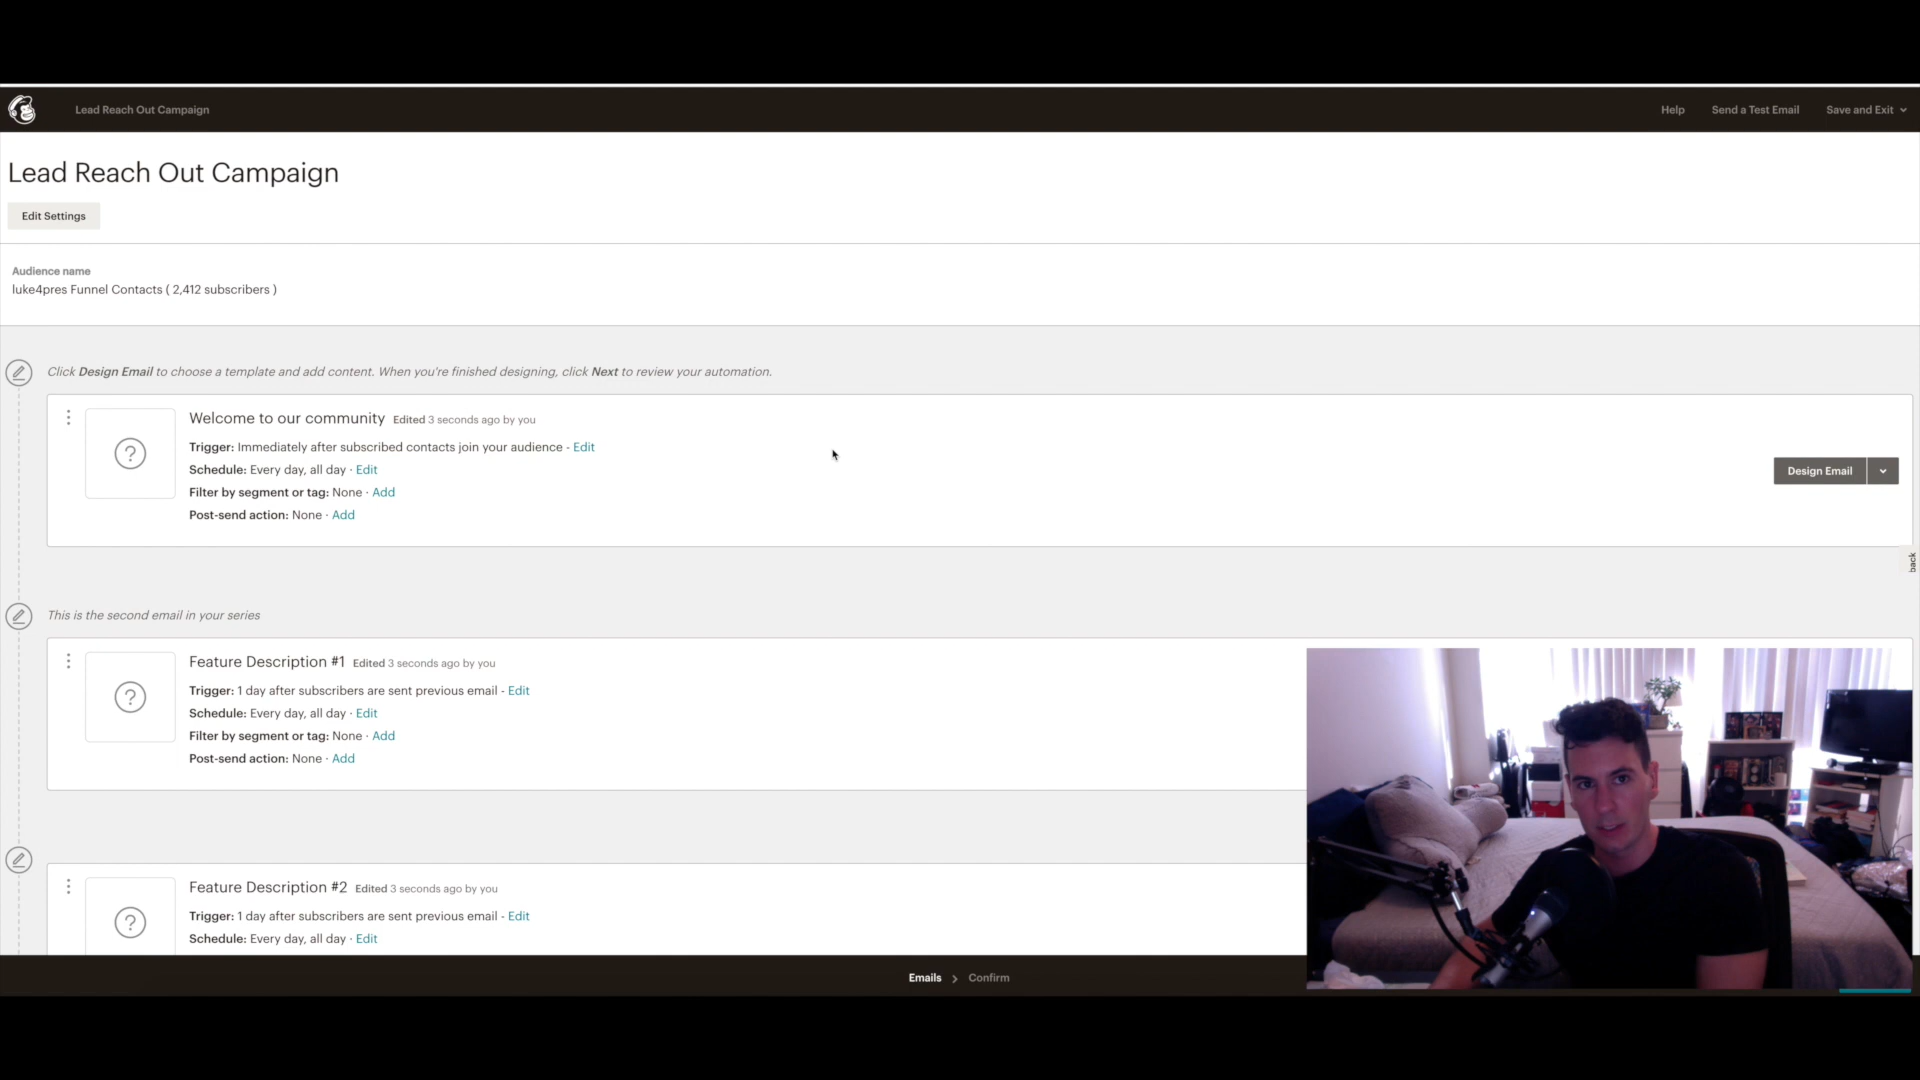 Lead Reach Out Campaign
Help
Send a Test Email
Save and Exit
Lead Reach Out Campaign
Edit Settings
Audience name
luke4pres Funnel Contacts ( 2,412 subscribers )
Click Design Email to choose a template and add content. When you're finished designing, click Next to review your automation.
Welcome to our community Edited 3 seconds ago by you
Trigger: Immediately after subscribed contacts join your audience - Edit
Schedule: Every day, all day · Edit
Filter by segment or tag: None · Add
Post-send action: None · Add
Design Email
back
This is the second email in your series
Feature Description #1 Edited 3 seconds ago by you
Trigger: 1 day after subscribers are sent previous email - Edit
Schedule: Every day, all day · Edit
Filter by segment or tag: None · Add
Post-send action: None · Add
Feature Description #2 Edited 3 seconds ago by you
Trigger: 1 day after subscribers are sent previous email - Edit
Schedule: Every day, all day · Edit
Emails > Confirm